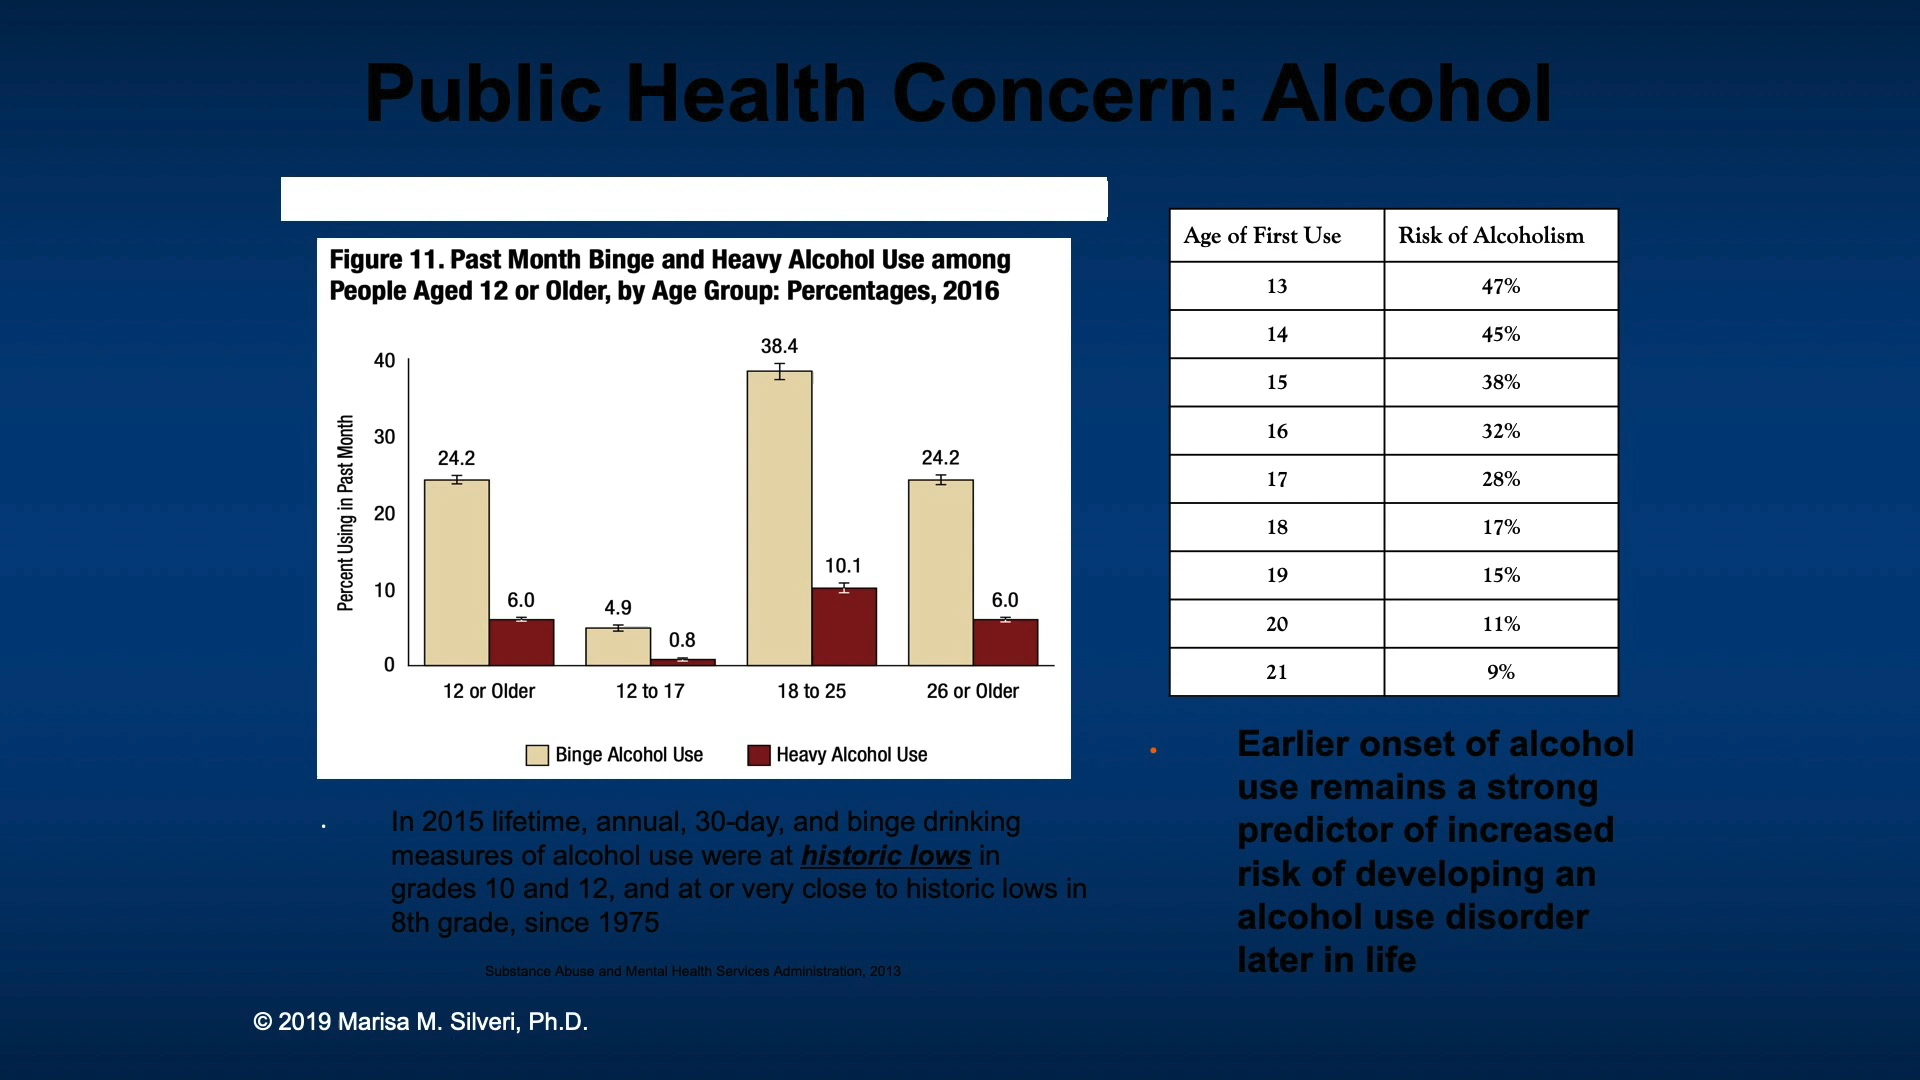 Public Health Concern: Alcohol
Figure 11. Past Month Binge and Heavy Alcohol Use among
People Aged 12 or Older, by Age Group: Percentages, 2016
Percent Using in Past Month
40
30
20
10
0
24.2
6.0
4.9
0.8
38.4
10.1
24.2
6.0
12 or Older
12 to 17
18 to 25
26 or Older
Binge Alcohol Use
Heavy Alcohol Use
• In 2015 lifetime, annual, 30-day, and binge drinking
measures of alcohol use were at historic lows in
grades 10 and 12, and at or very close to historic lows in
8th grade, since 1975
Substance Abuse and Mental Health Services Administration, 2013
Age of First Use Risk of Alcoholism
13 47%
14 45%
15 38%
16 32%
17 28%
18 17%
19 15%
20 11%
21 9%
• Earlier onset of alcohol
use remains a strong
predictor of increased
risk of developing an
alcohol use disorder
later in life
© 2019 Marisa M. Silveri, Ph.D.